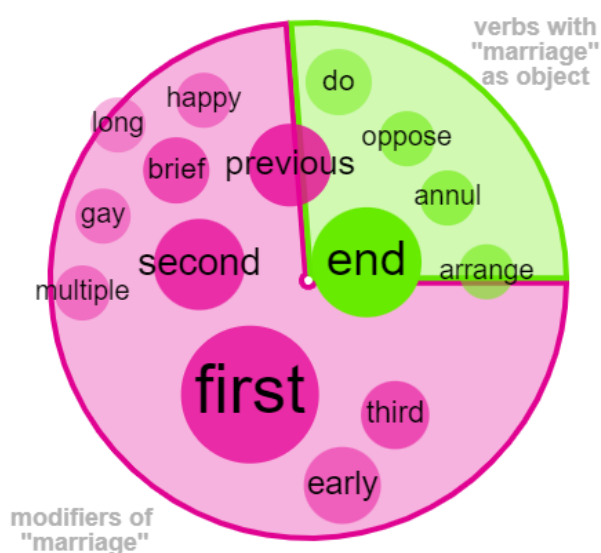 verbs with
"marriage"
as object
do
happy
long
oppose
brief
previous
annul
gay
second
end
arrange
multiple
first
third
early
modifiers of
"marriage"